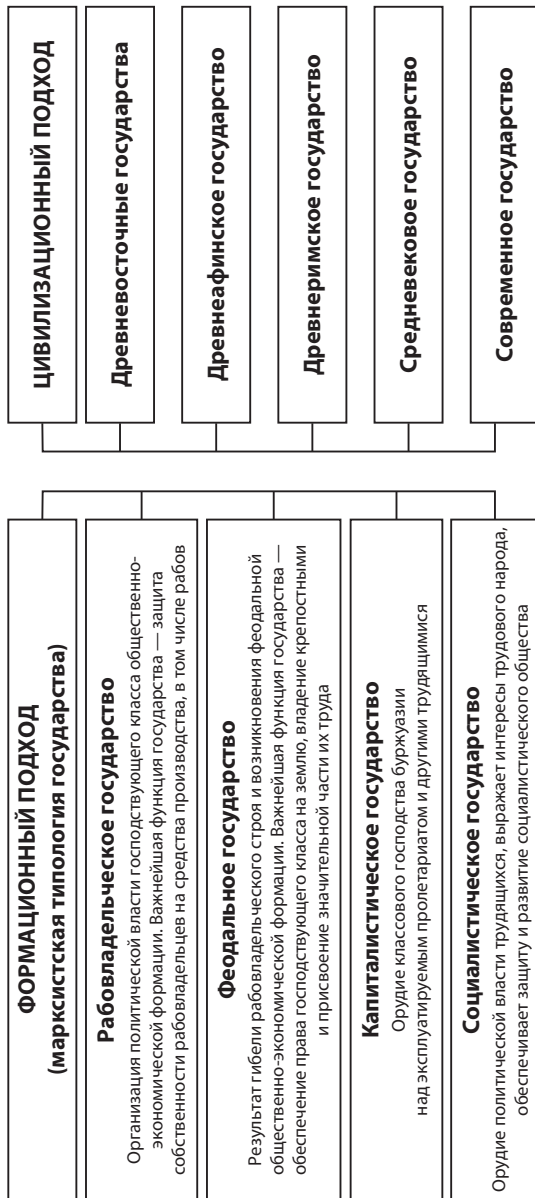 ФОРМАЦИОННЫЙ ПОДХОД
(марксистская типология государства)
Рабовладельческое государство
Организация политической власти господствующего класса общественно-
экономической формации. Важнейшая функция государства — защита
собственности рабовладельцев на средства производства, в том числе рабов
Феодальное государство
Результат гибели рабовладельческого строя и возникновения феодальной
общественно-экономической формации. Важнейшая функция государства —
обеспечение права господствующего класса на землю, владение крепостными
и присвоение значительной части их труда
Капиталистическое государство
Орудие классового господства буржуазии
над эксплуатируемым пролетариатом и другими трудящимися
Социалистическое государство
Орудие политической власти трудящихся, выражает интересы трудового народа,
обеспечивает защиту и развитие социалистического общества
ЦИВИЛИЗАЦИОННЫЙ ПОДХОД
Древневосточные государства
Древнеафинское государство
Древнеримское государство
Средневековое государство
Современное государство